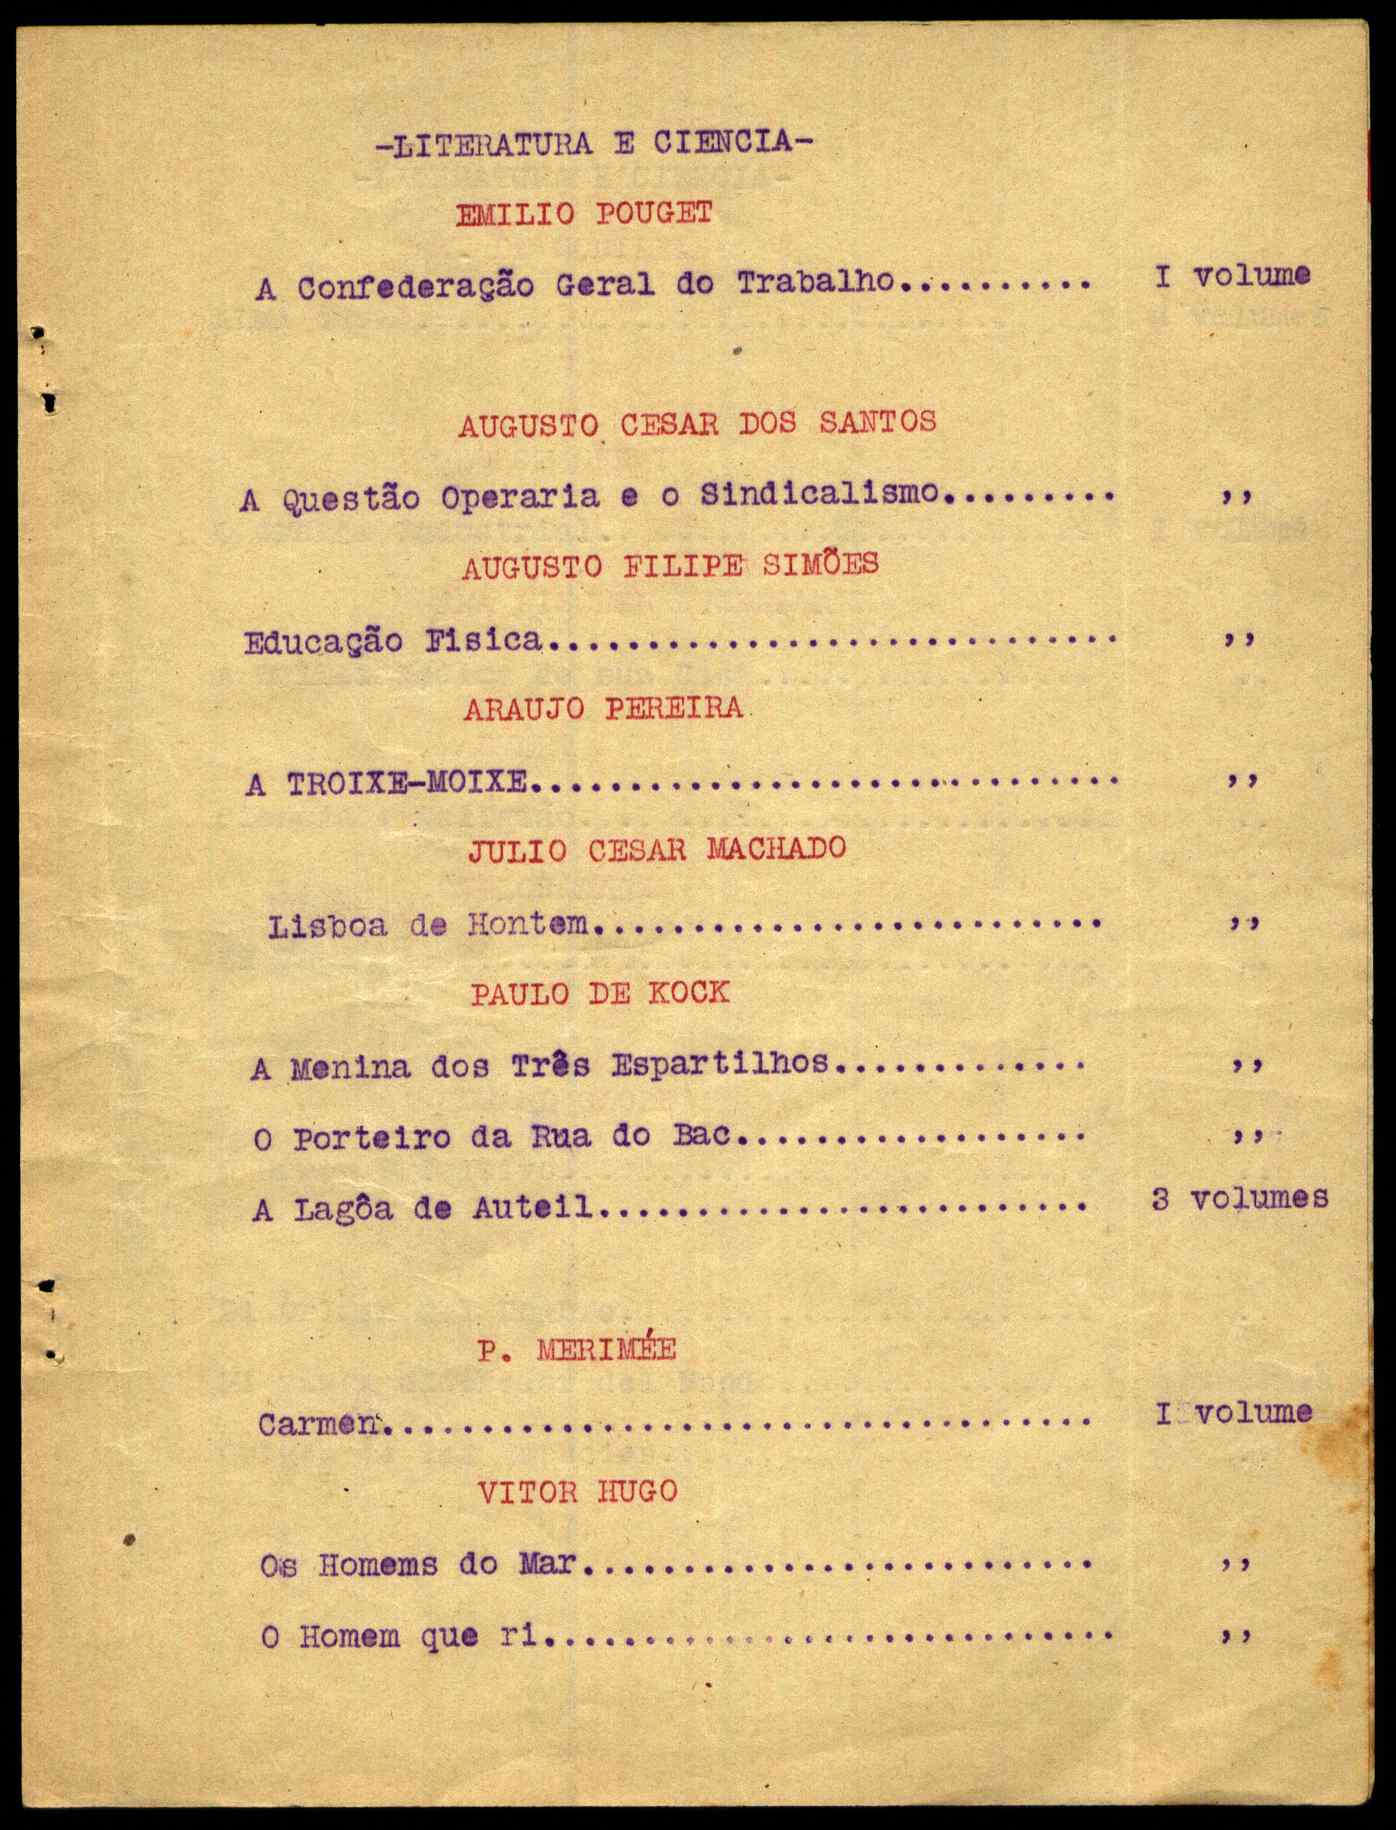 -LITERATURA E CIENCIA-
EMILIO POUGET
A Confederação Geral do Trabalho.......... I volume
AUGUSTO CESAR DOS SANTOS
A Questão Operaria e o Sindicalismo......... ,,
AUGUSTO FILIPE SIMÕES
Educação Fisica............................. ,,
ARAUJO PEREIRA
A TROIXE-MOIXE.............................. ,,
JULIO CESAR MACHADO
Lisboa de Hontem.......................... ,,
PAULO DE KOCK
A Menina dos Três Espartilhos............. ,,
O Porteiro da Rua do Bac.................. ,,
A Lagôa de Auteil......................... 3 volumes
P. MERIMÉE
Carmen.................................... I volume
VITOR HUGO
Os Homems do Mar.......................... ,,
O Homem que ri............................. ,,